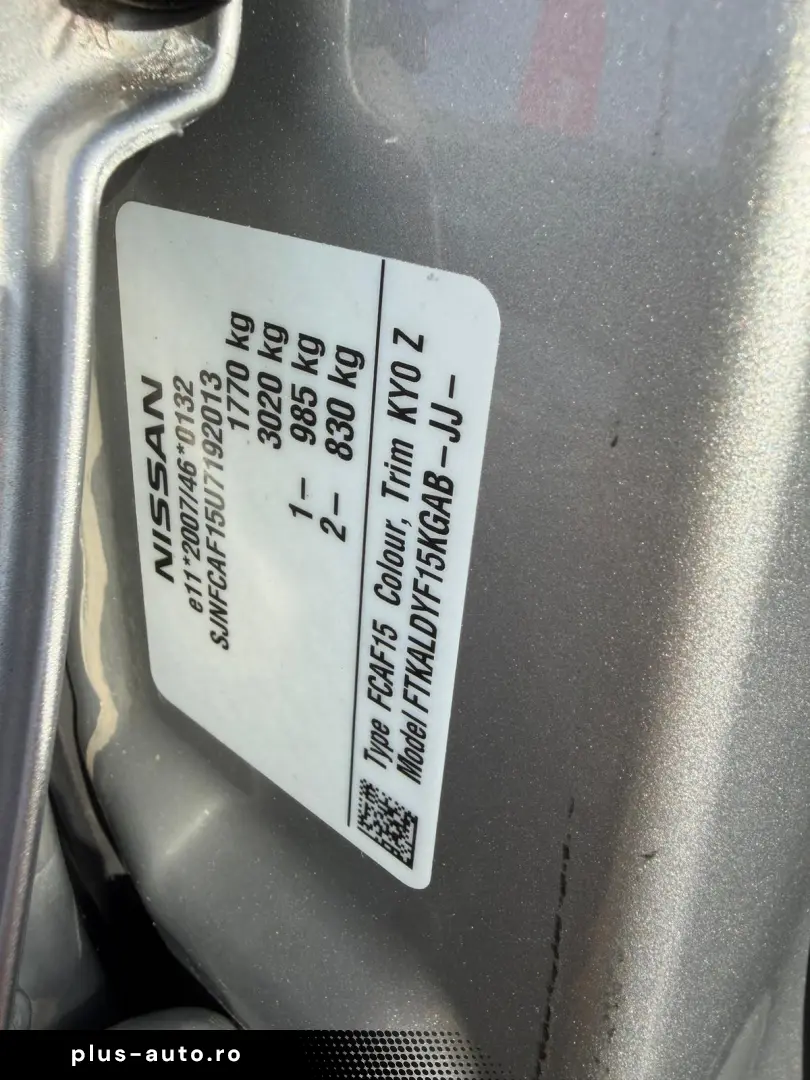 NISSAN
e11*2007/46*0132
SJNFCAF15U7192013
1770 kg
3020 kg
1- 985 kg
2- 830 kg
Type FCAF15 Colour, Trim KY0 Z
Model FTKALDYF15KGAB-JJ-
plus-auto.ro